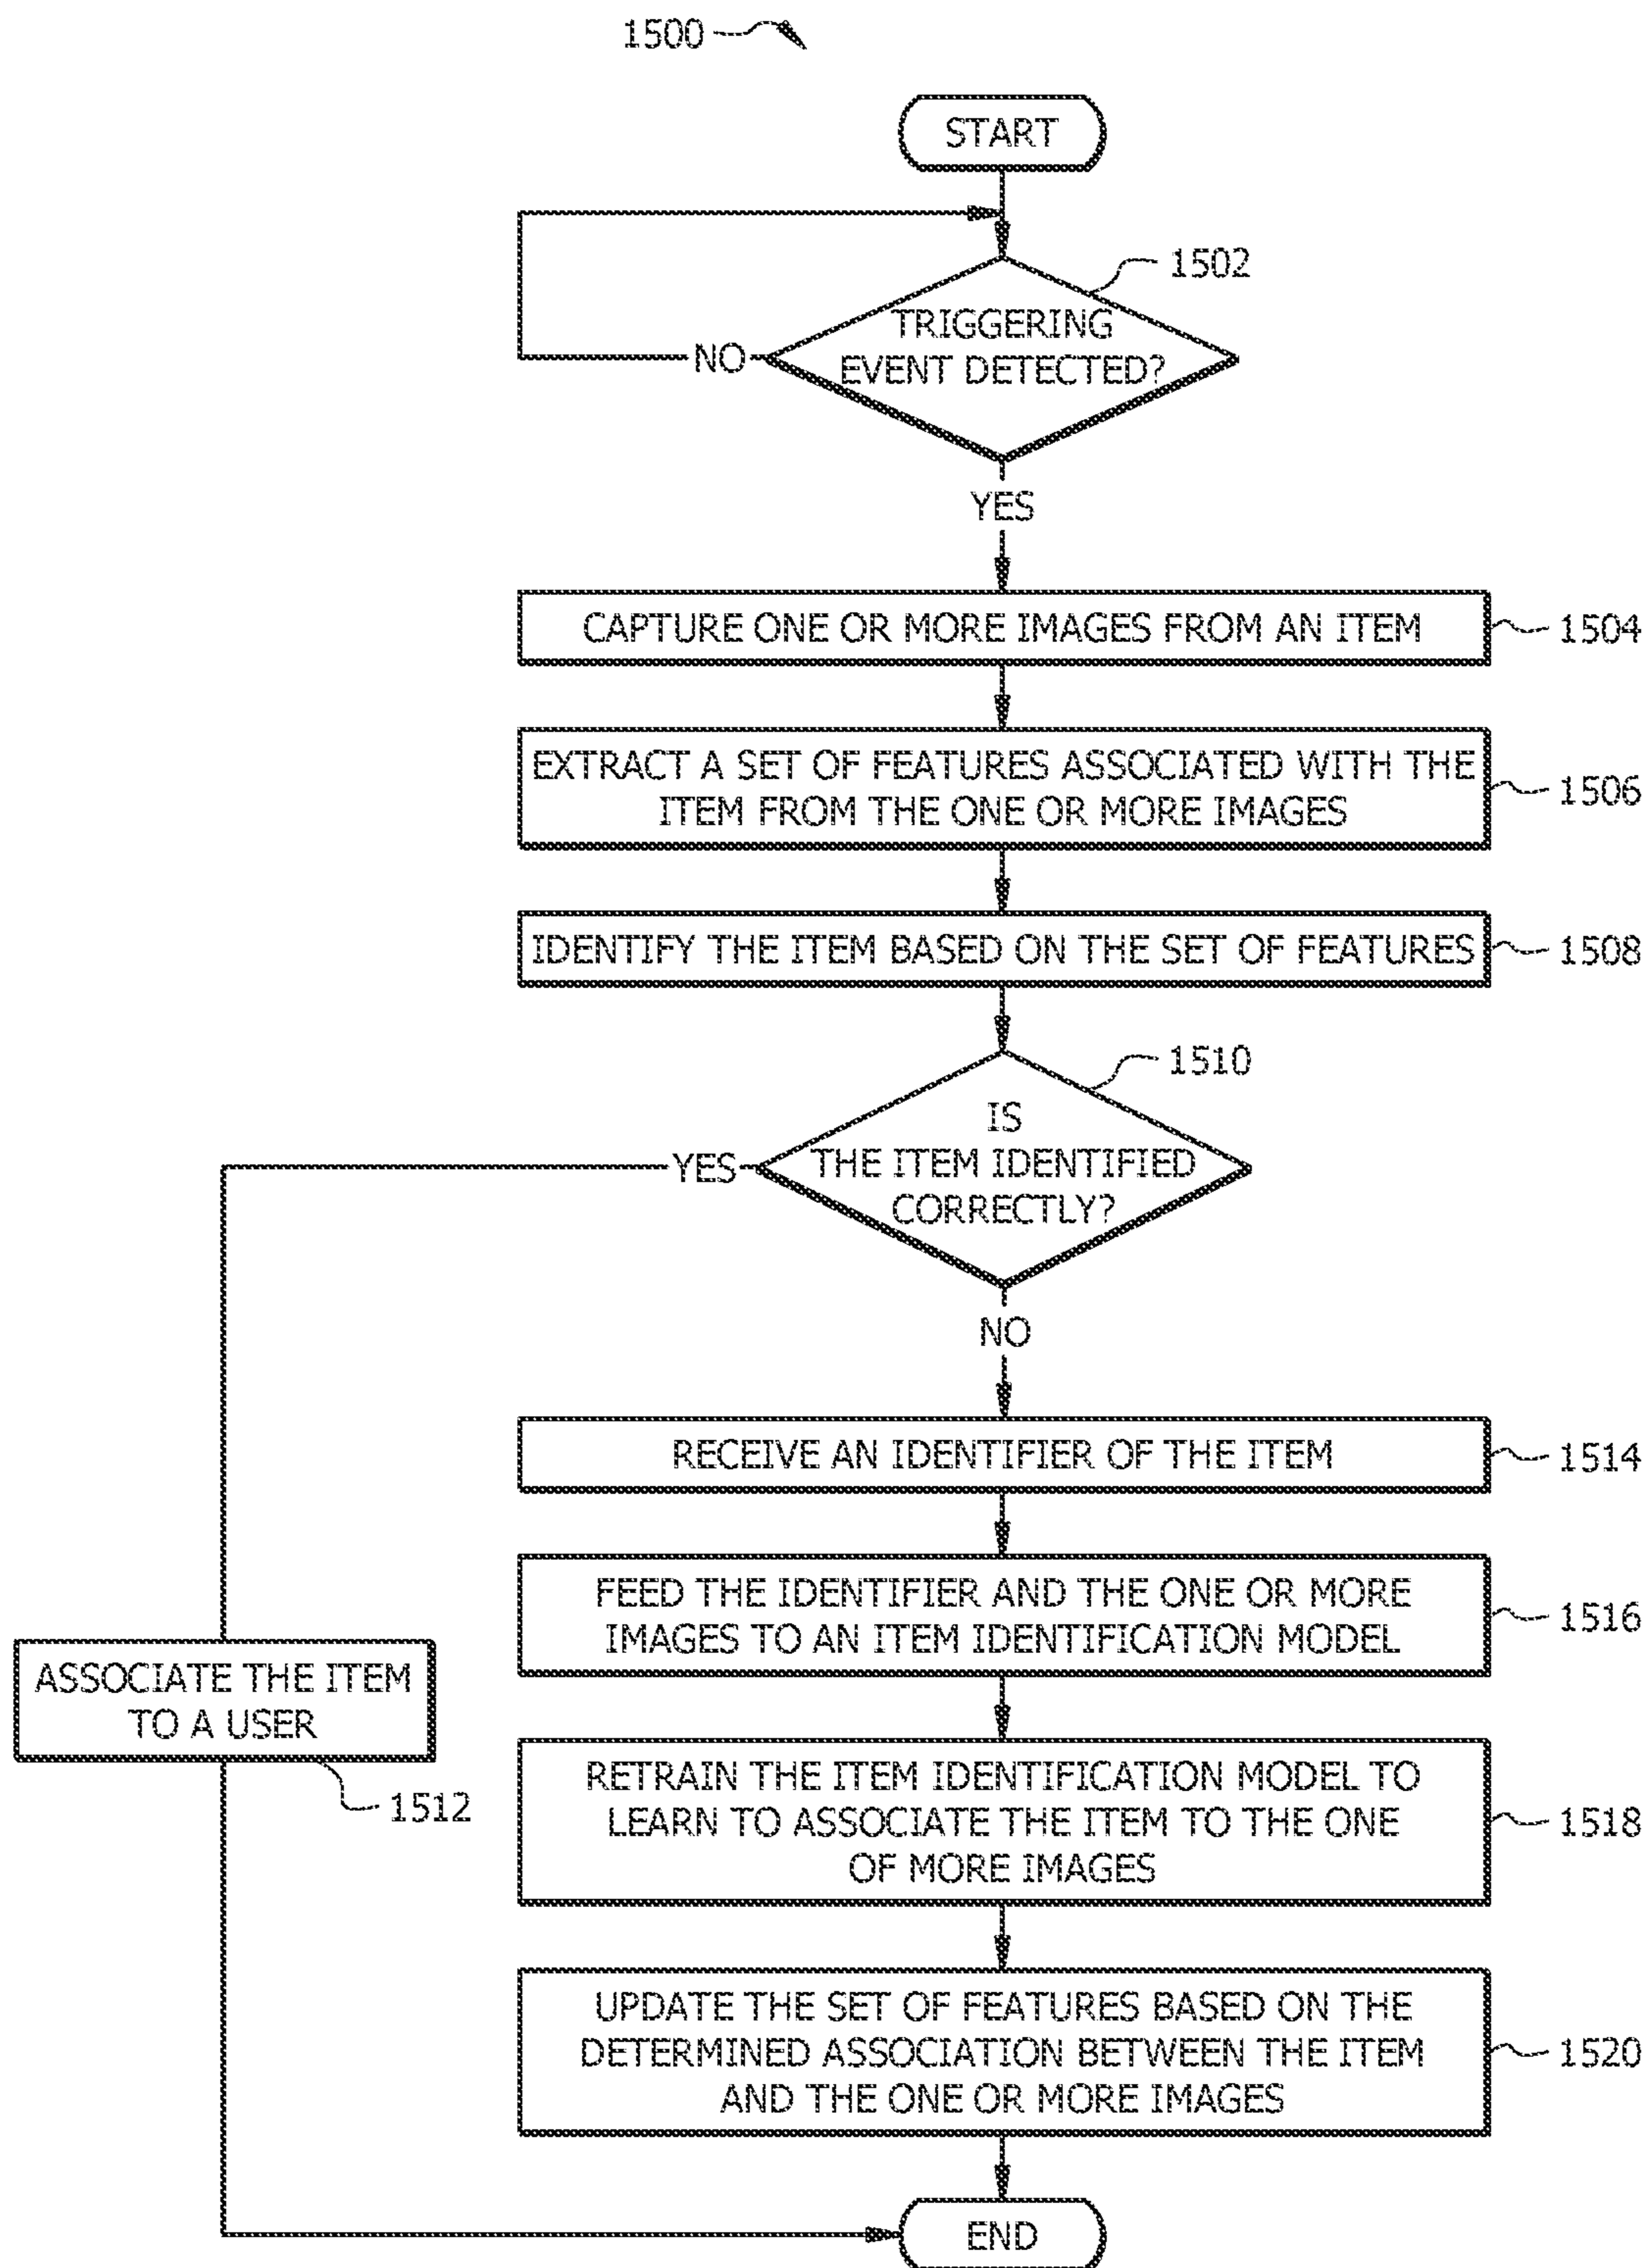 1500
START
1502
TRIGGERING
EVENT DETECTED?
NO
YES
CAPTURE ONE OR MORE IMAGES FROM AN ITEM
1504
EXTRACT A SET OF FEATURES ASSOCIATED WITH THE
ITEM FROM THE ONE OR MORE IMAGES
1506
IDENTIFY THE ITEM BASED ON THE SET OF FEATURES
1508
1510
IS
THE ITEM IDENTIFIED
CORRECTLY?
YES
NO
RECEIVE AN IDENTIFIER OF THE ITEM
1514
FEED THE IDENTIFIER AND THE ONE OR MORE
IMAGES TO AN ITEM IDENTIFICATION MODEL
1516
ASSOCIATE THE ITEM
TO A USER
1512
RETRAIN THE ITEM IDENTIFICATION MODEL TO
LEARN TO ASSOCIATE THE ITEM TO THE ONE
OF MORE IMAGES
1518
UPDATE THE SET OF FEATURES BASED ON THE
DETERMINED ASSOCIATION BETWEEN THE ITEM
AND THE ONE OR MORE IMAGES
1520
END